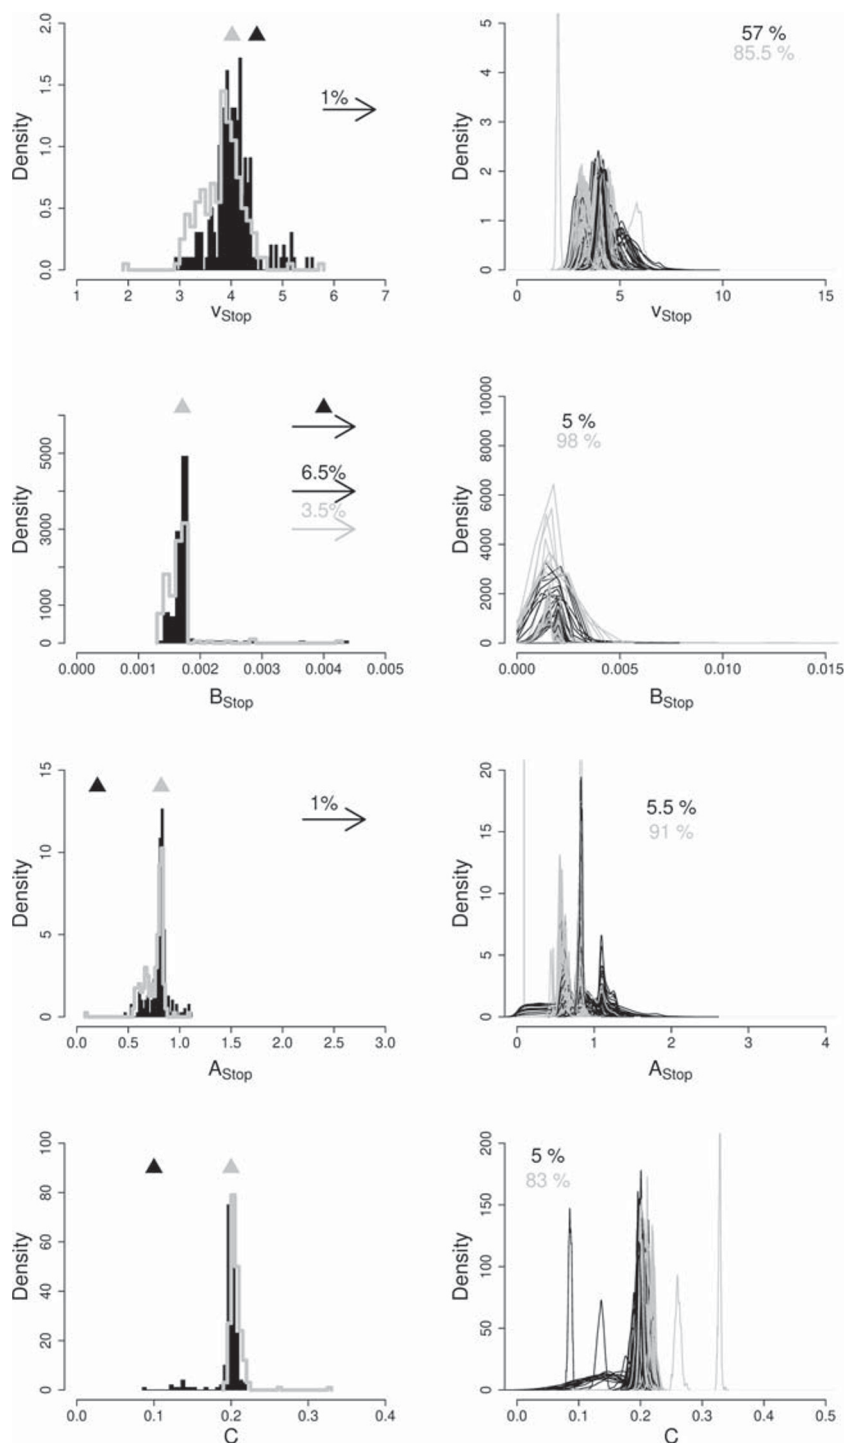 Density
0.0 0.5 1.0 1.5 2.0
1%
1 2 3 4 5 6 7
vStop
Density
0 1 2 3 4 5
57 %
85.5 %
0 5 10 15
vStop
Density
0 1000 3000 5000
6.5%
3.5%
0.000 0.001 0.002 0.003 0.004 0.005
BStop
Density
0 2000 4000 6000 8000 10000
5 %
98 %
0.000 0.005 0.010 0.015
BStop
Density
0 5 10 15
1%
0.0 0.5 1.0 1.5 2.0 2.5 3.0
AStop
Density
0 5 10 15 20
5.5 %
91 %
0 1 2 3 4
AStop
Density
0 20 40 60 80 100
0.0 0.1 0.2 0.3 0.4
C
Density
0 50 100 150 200
5 %
83 %
0.0 0.1 0.2 0.3 0.4 0.5
C